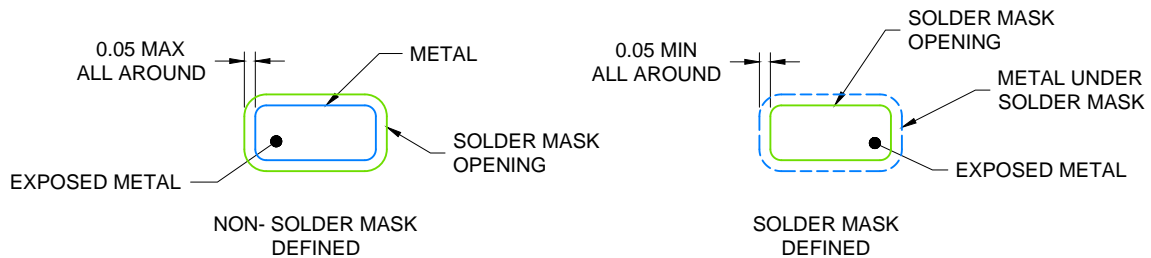 0.05 MAX
ALL AROUND
METAL
SOLDER MASK
OPENING
EXPOSED METAL
NON- SOLDER MASK
DEFINED
0.05 MIN
ALL AROUND
SOLDER MASK
OPENING
METAL UNDER
SOLDER MASK
EXPOSED METAL
SOLDER MASK
DEFINED